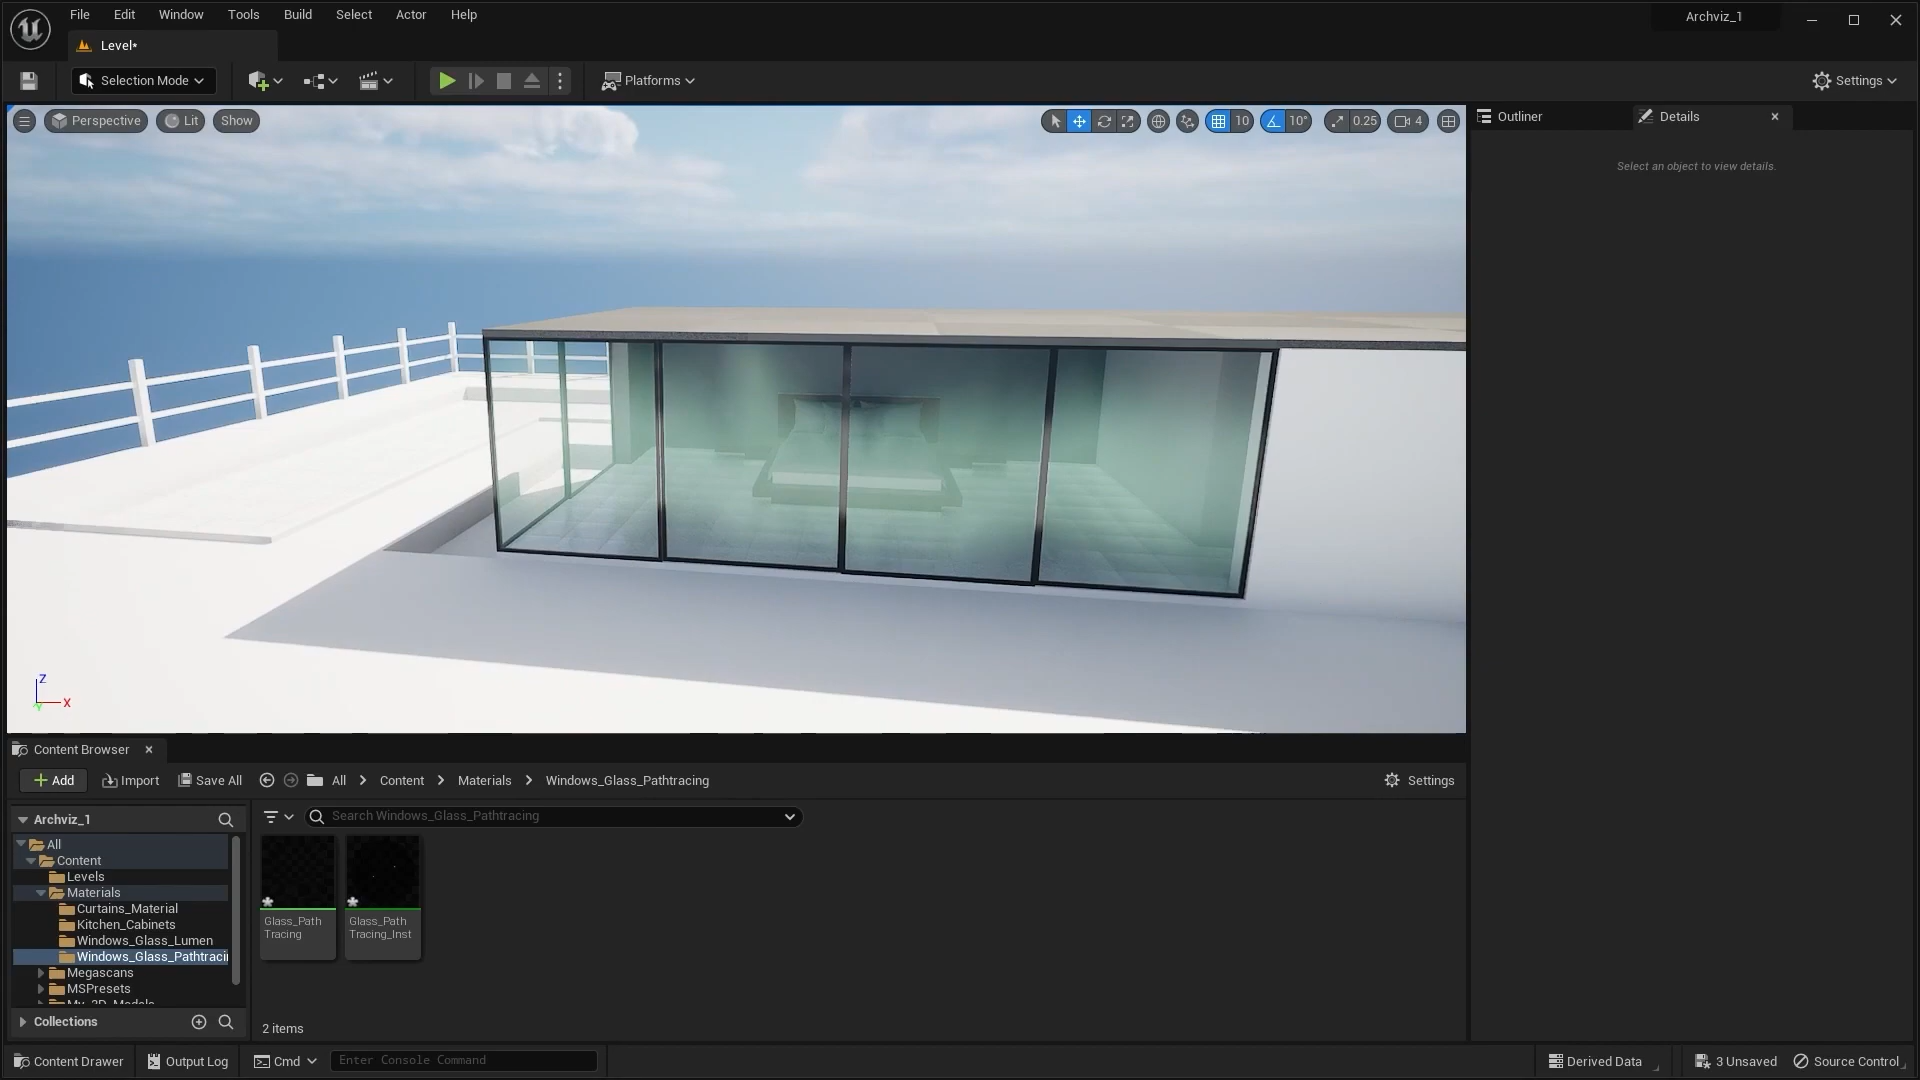 File Edit Window Tools Build Select Actor Help
Archviz_1
Level*
Selection Mode
Platforms
Settings
Perspective Lit Show
10 10° 0.25 4
Outliner
Details
Select an object to view details.
Z
X
Y
Content Browser
Add Import Save All All Content Materials Windows_Glass_Pathtracing
Settings
Archviz_1
Search Windows_Glass_Pathtracing
All
Content
Levels
Materials
Curtains_Material
Kitchen_Cabinets
Windows_Glass_Lumen
Windows_Glass_Pathtraci
Megascans
MSPresets
My_3D_Models
Glass_Path
Tracing
Glass_Path
Tracing_Inst
Collections
2 items
Content Drawer Output Log Cmd Enter Console Command
Derived Data 3 Unsaved Source Control